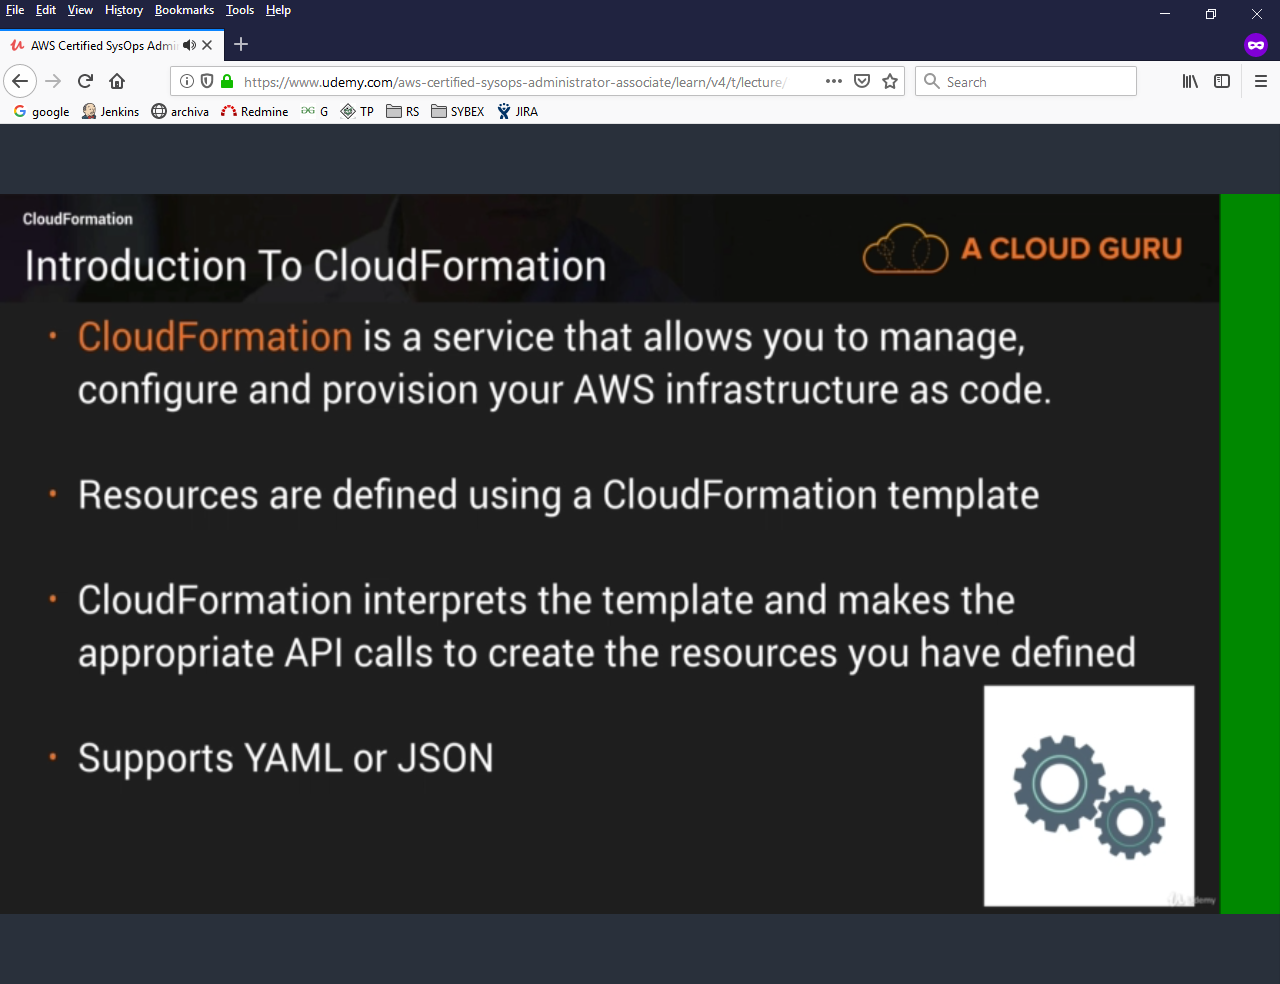 File Edit View History Bookmarks Tools Help
AWS Certified SysOps Admi
https://www.udemy.com/aws-certified-sysops-administrator-associate/learn/v4/t/lecture/
Search
google Jenkins archiva Redmine G TP RS SYBEX JIRA
CloudFormation
Introduction To CloudFormation
A CLOUD GURU
• CloudFormation is a service that allows you to manage,
configure and provision your AWS infrastructure as code.
• Resources are defined using a CloudFormation template
• CloudFormation interprets the template and makes the
appropriate API calls to create the resources you have defined
• Supports YAML or JSON